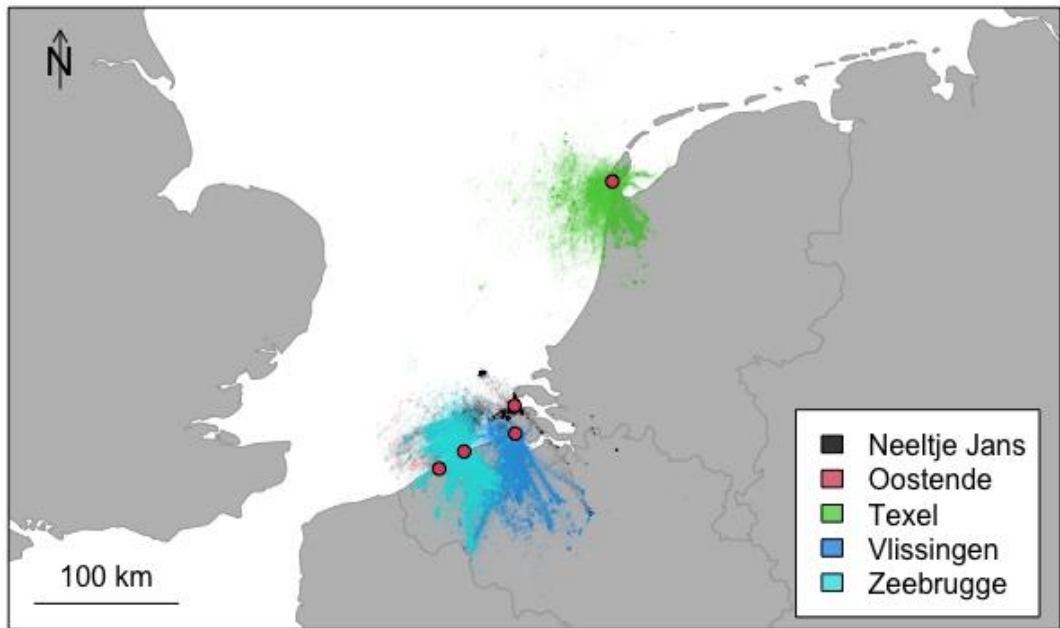 N
Neeltje Jans
Oostende
Texel
Vlissingen
Zeebrugge
100 km